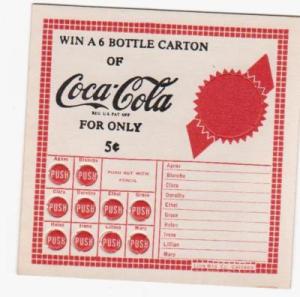 WIN A 6 BOTTLE CARTON
OF
Coca-Cola
REG. U.S. PAT. OFF.
FOR ONLY
5¢
Agnes Blanche
PUSH PUSH
PUSH OUT WITH
PENCIL
Clara Dorothy Ethel Grace
PUSH PUSH PUSH PUSH
Helen Irene Lillian Mary
PUSH PUSH PUSH PUSH
Agnes
Blanche
Clara
Dorothy
Ethel
Grace
Helen
Irene
Lillian
Mary